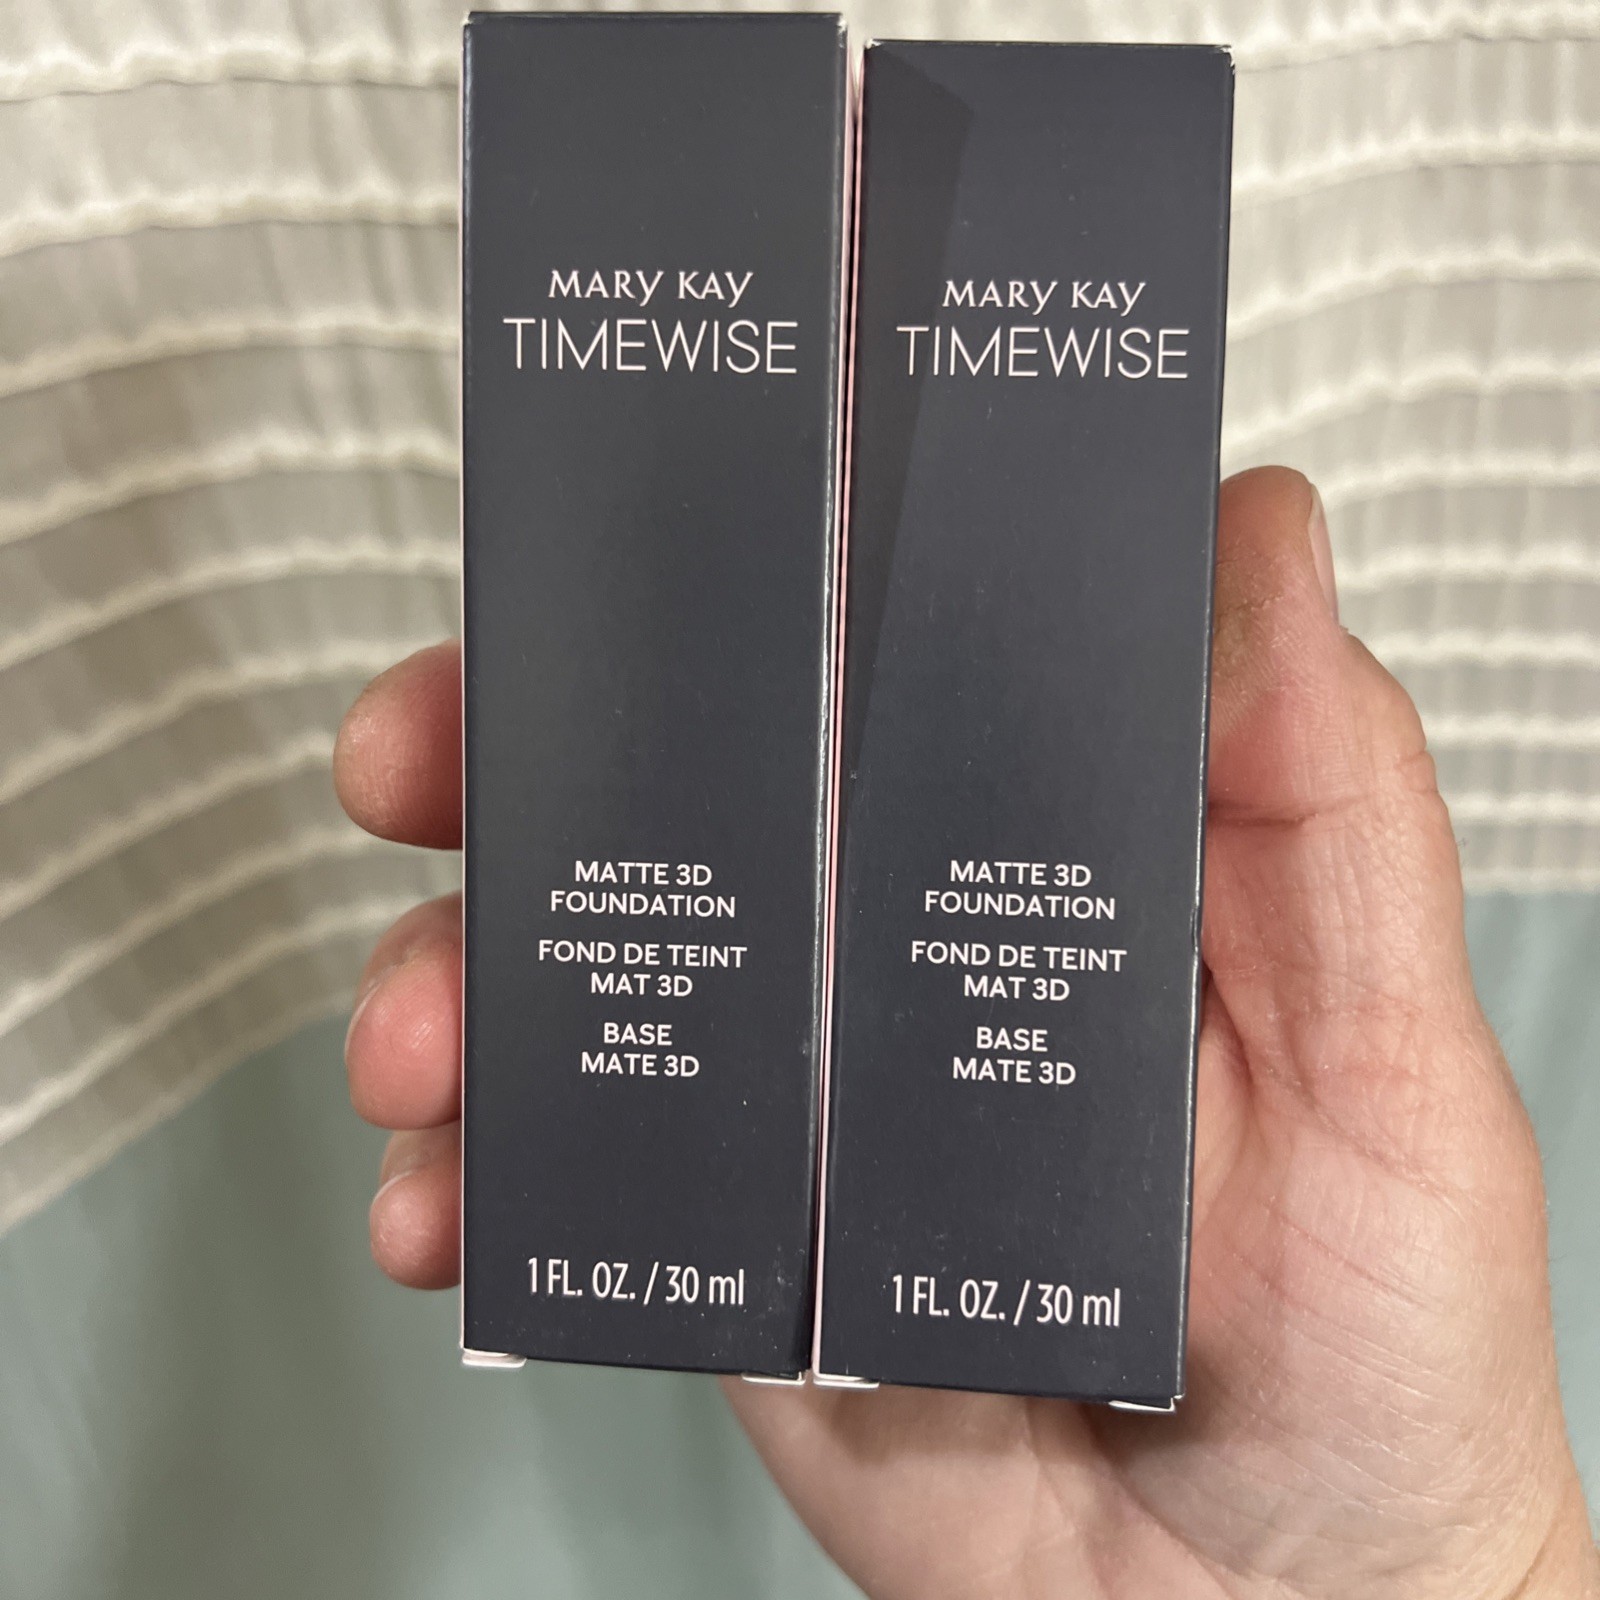 MARY KAY
TIMEWISE
MATTE 3D
FOUNDATION
FOND DE TEINT
MAT 3D
BASE
MATE 3D
1 FL. OZ. / 30 ml
MARY KAY
TIMEWISE
MATTE 3D
FOUNDATION
FOND DE TEINT
MAT 3D
BASE
MATE 3D
1 FL. OZ. / 30 ml